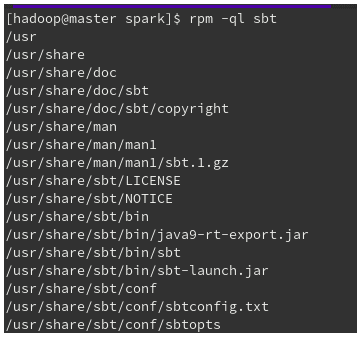 [hadoop@master spark]$ rpm -ql sbt
/usr
/usr/share
/usr/share/doc
/usr/share/doc/sbt
/usr/share/doc/sbt/copyright
/usr/share/man
/usr/share/man/man1
/usr/share/man/man1/sbt.1.gz
/usr/share/sbt/LICENSE
/usr/share/sbt/NOTICE
/usr/share/sbt/bin
/usr/share/sbt/bin/java9-rt-export.jar
/usr/share/sbt/bin/sbt
/usr/share/sbt/bin/sbt-launch.jar
/usr/share/sbt/conf
/usr/share/sbt/conf/sbtconfig.txt
/usr/share/sbt/conf/sbtopts